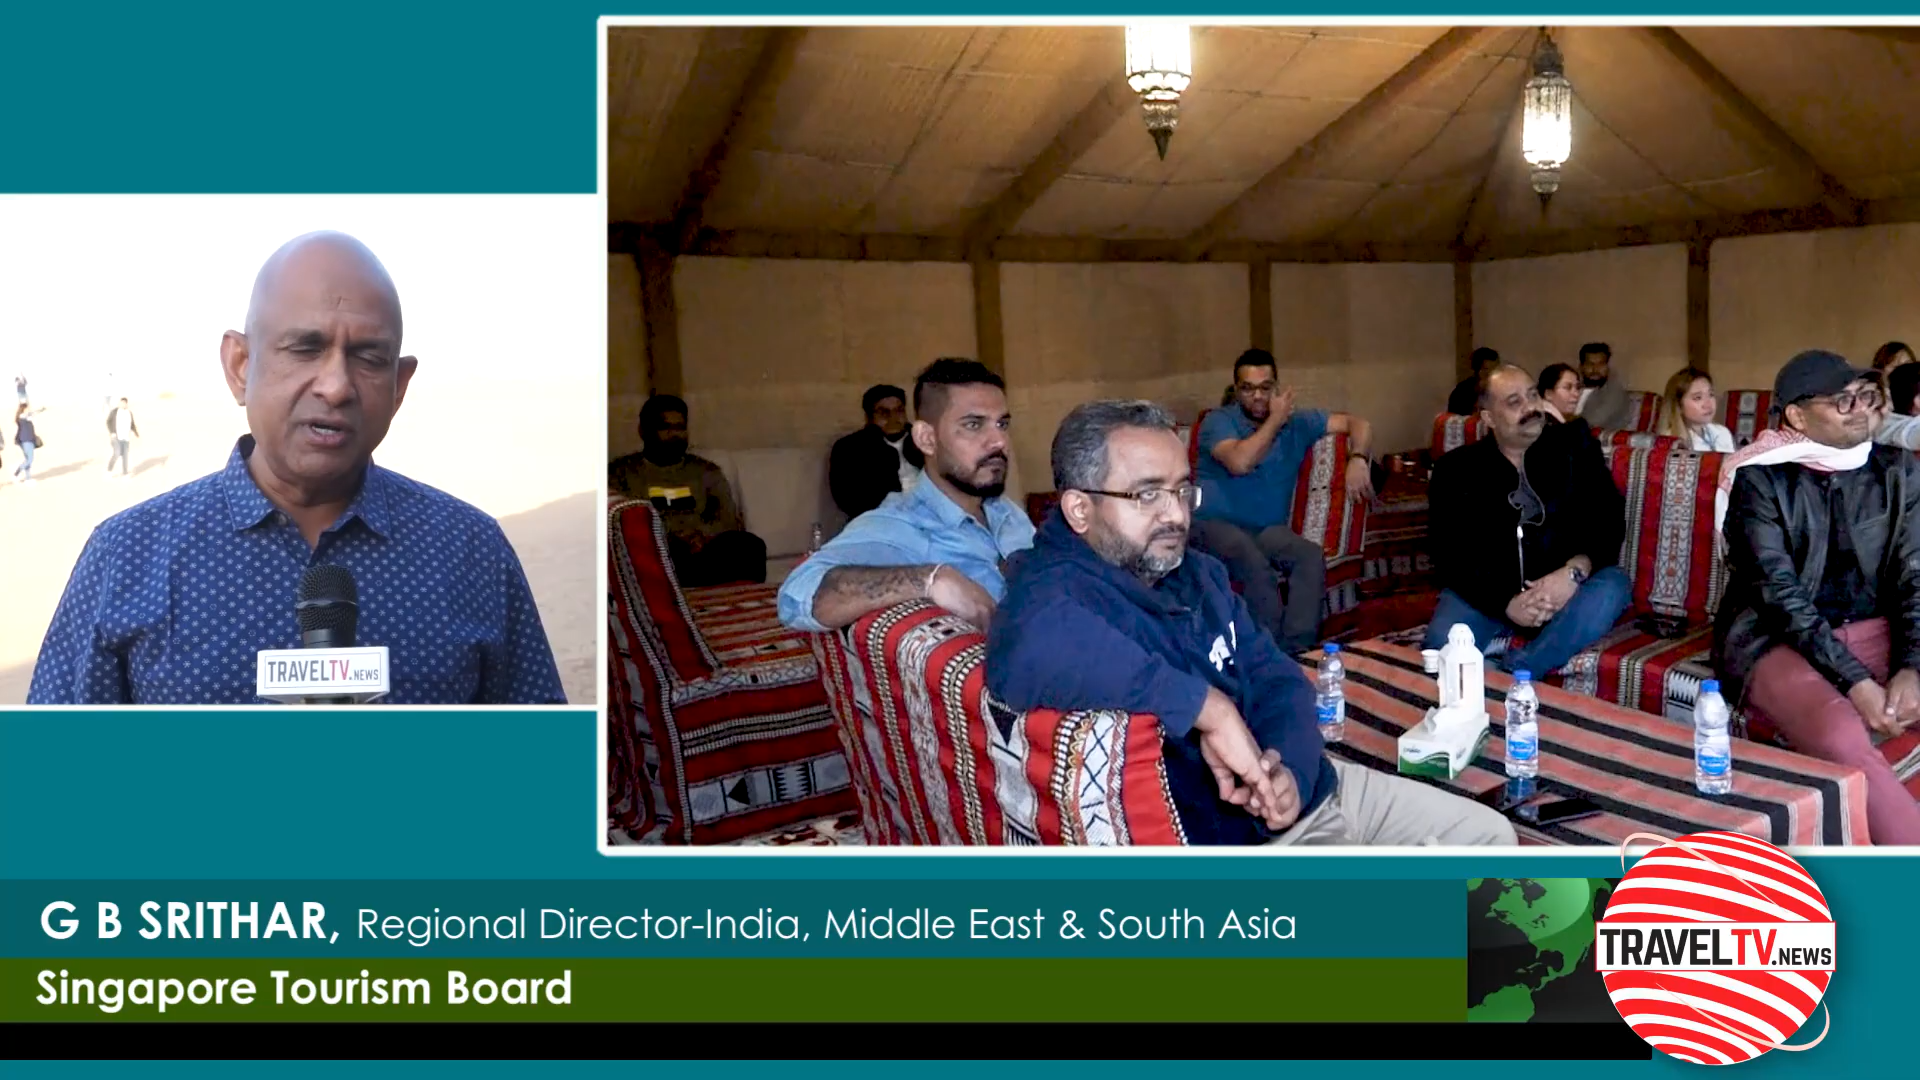 TRAVELTV.NEWS
G B SRITHAR, Regional Director-India, Middle East & South Asia
Singapore Tourism Board
TRAVELTV.NEWS